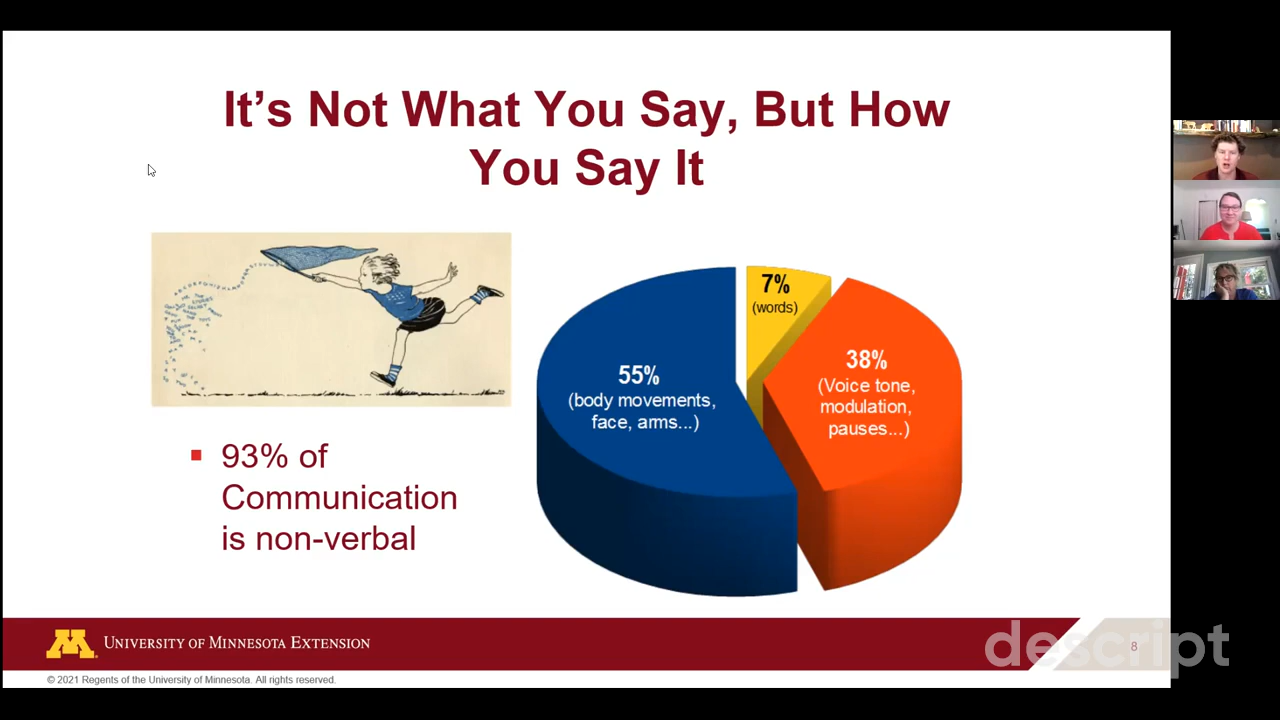 It's Not What You Say, But How
You Say It
7%
(words)
38%
(Voice tone,
modulation,
pauses...)
55%
(body movements,
face, arms...)
93% of
Communication
is non-verbal
UNIVERSITY OF MINNESOTA EXTENSION
8
descript
© 2021 Regents of the University of Minnesota. All rights reserved.